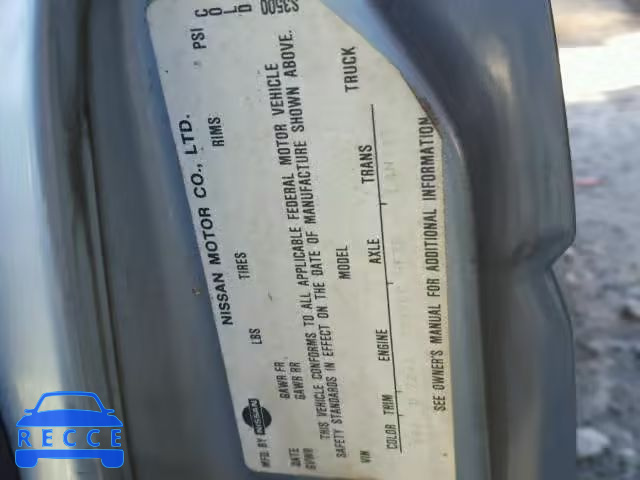 MFD BY NISSAN NISSAN MOTOR CO., LTD.
DATE GAWR FR LBS TIRES RIMS PSI COLD
GVWR GAWR RR
THIS VEHICLE CONFORMS TO ALL APPLICABLE FEDERAL MOTOR VEHICLE
SAFETY STANDARDS IN EFFECT ON THE DATE OF MANUFACTURE SHOWN ABOVE.
VIN MODEL TRUCK
COLOR TRIM ENGINE AXLE TRANS
SEE OWNER'S MANUAL FOR ADDITIONAL INFORMATION
83500
RECCE